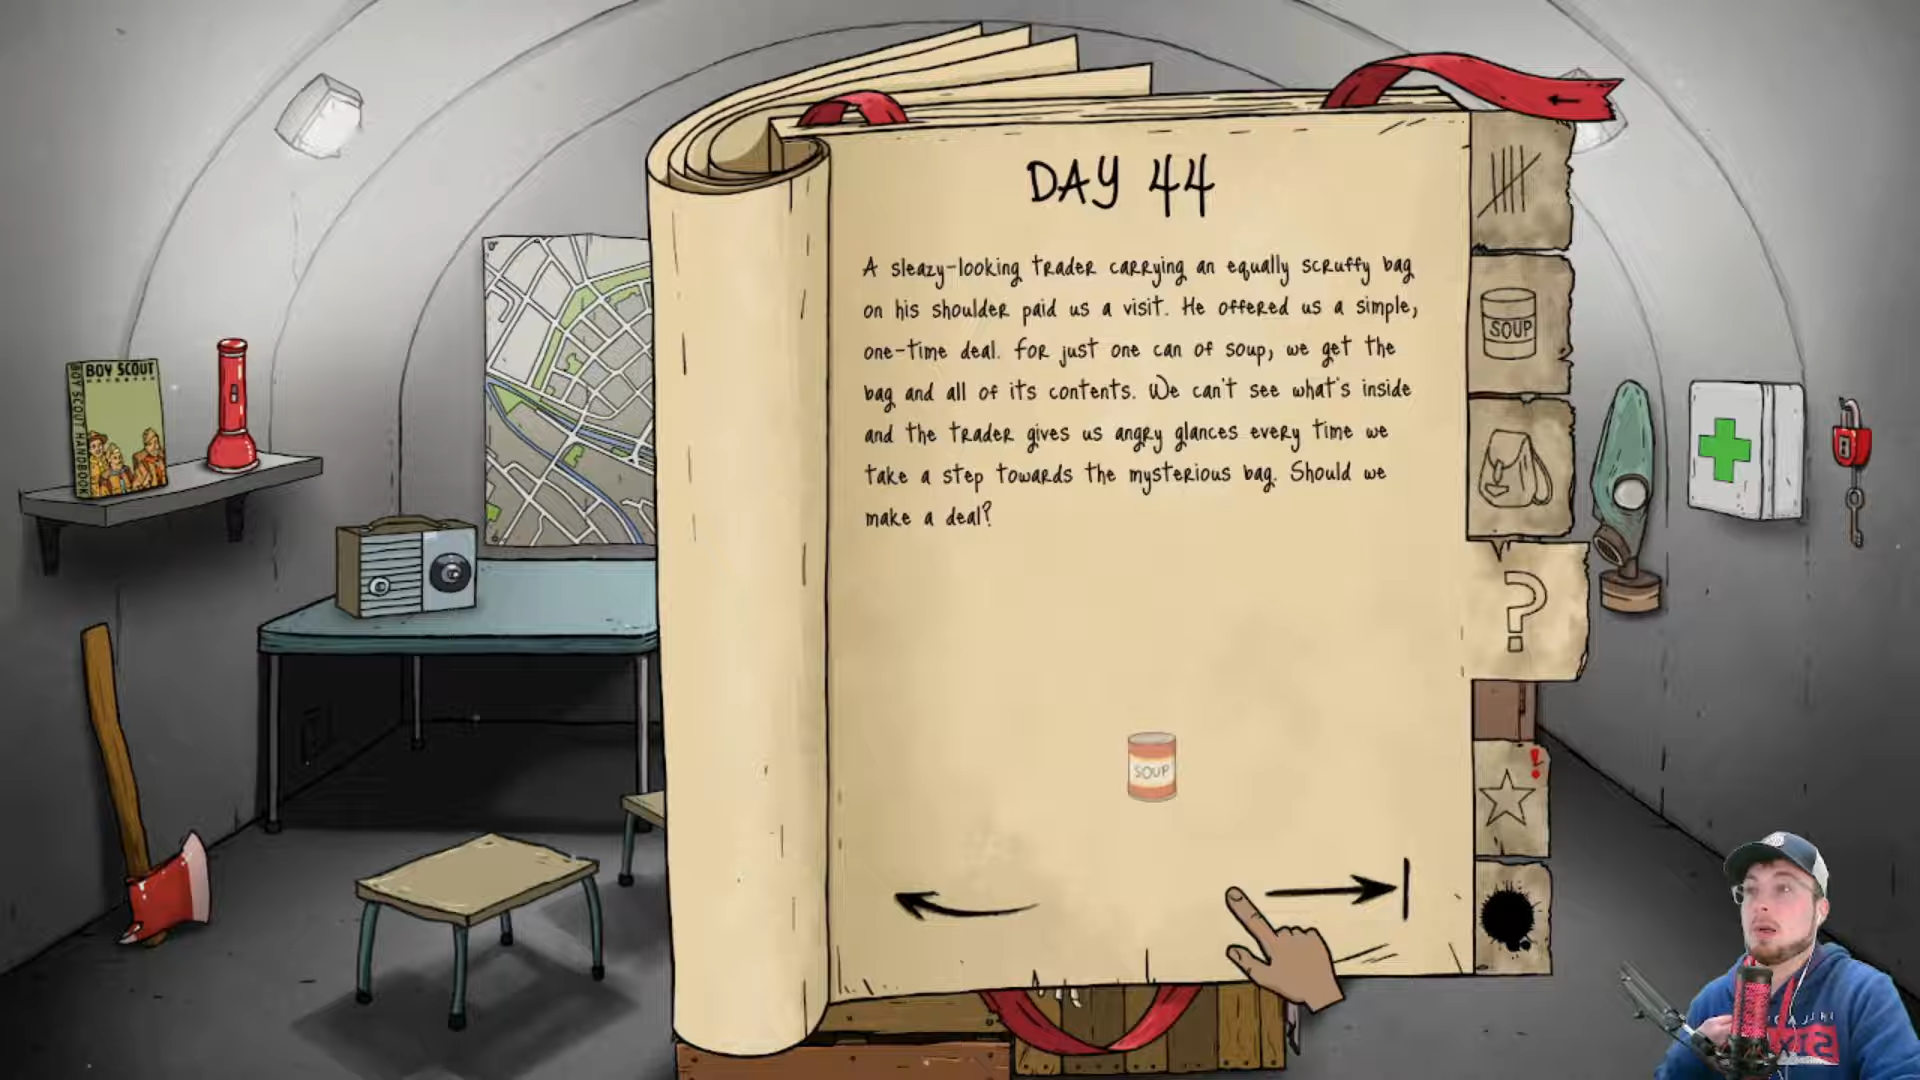 DAY 44
A sleazy-looking trader carrying an equally scruffy bag
on his shoulder paid us a visit. He offered us a simple,
one-time deal. For just one can of soup, we get the
bag and all of its contents. We can't see what's inside
and the trader gives us angry glances every time we
take a step towards the mysterious bag. Should we
make a deal?
SOUP
SOUP
BOY SCOUT
BOY SCOUT HANDBOOK